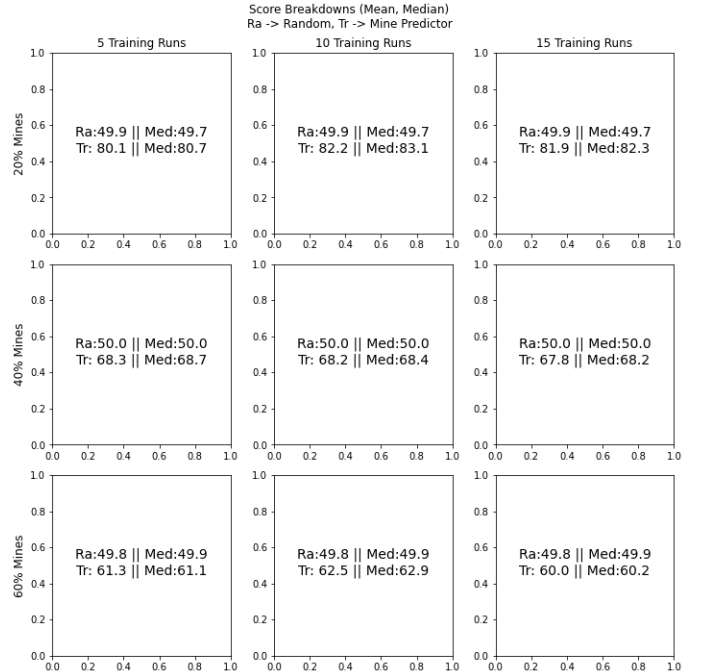 Score Breakdowns (Mean, Median)
Ra -> Random, Tr -> Mine Predictor
5 Training Runs
10 Training Runs
15 Training Runs
20% Mines
1.0
0.8
0.6
0.4
0.2
0.0
Ra:49.9 || Med:49.7
Tr: 80.1 || Med:80.7
0.0 0.2 0.4 0.6 0.8 1.0
1.0
0.8
0.6
0.4
0.2
0.0
Ra:49.9 || Med:49.7
Tr: 82.2 || Med:83.1
0.0 0.2 0.4 0.6 0.8 1.0
1.0
0.8
0.6
0.4
0.2
0.0
Ra:49.9 || Med:49.7
Tr: 81.9 || Med:82.3
0.0 0.2 0.4 0.6 0.8 1.0
40% Mines
1.0
0.8
0.6
0.4
0.2
0.0
Ra:50.0 || Med:50.0
Tr: 68.3 || Med:68.7
0.0 0.2 0.4 0.6 0.8 1.0
1.0
0.8
0.6
0.4
0.2
0.0
Ra:50.0 || Med:50.0
Tr: 68.2 || Med:68.4
0.0 0.2 0.4 0.6 0.8 1.0
1.0
0.8
0.6
0.4
0.2
0.0
Ra:50.0 || Med:50.0
Tr: 67.8 || Med:68.2
0.0 0.2 0.4 0.6 0.8 1.0
60% Mines
1.0
0.8
0.6
0.4
0.2
0.0
Ra:49.8 || Med:49.9
Tr: 61.3 || Med:61.1
0.0 0.2 0.4 0.6 0.8 1.0
1.0
0.8
0.6
0.4
0.2
0.0
Ra:49.8 || Med:49.9
Tr: 62.5 || Med:62.9
0.0 0.2 0.4 0.6 0.8 1.0
1.0
0.8
0.6
0.4
0.2
0.0
Ra:49.8 || Med:49.9
Tr: 60.0 || Med:60.2
0.0 0.2 0.4 0.6 0.8 1.0